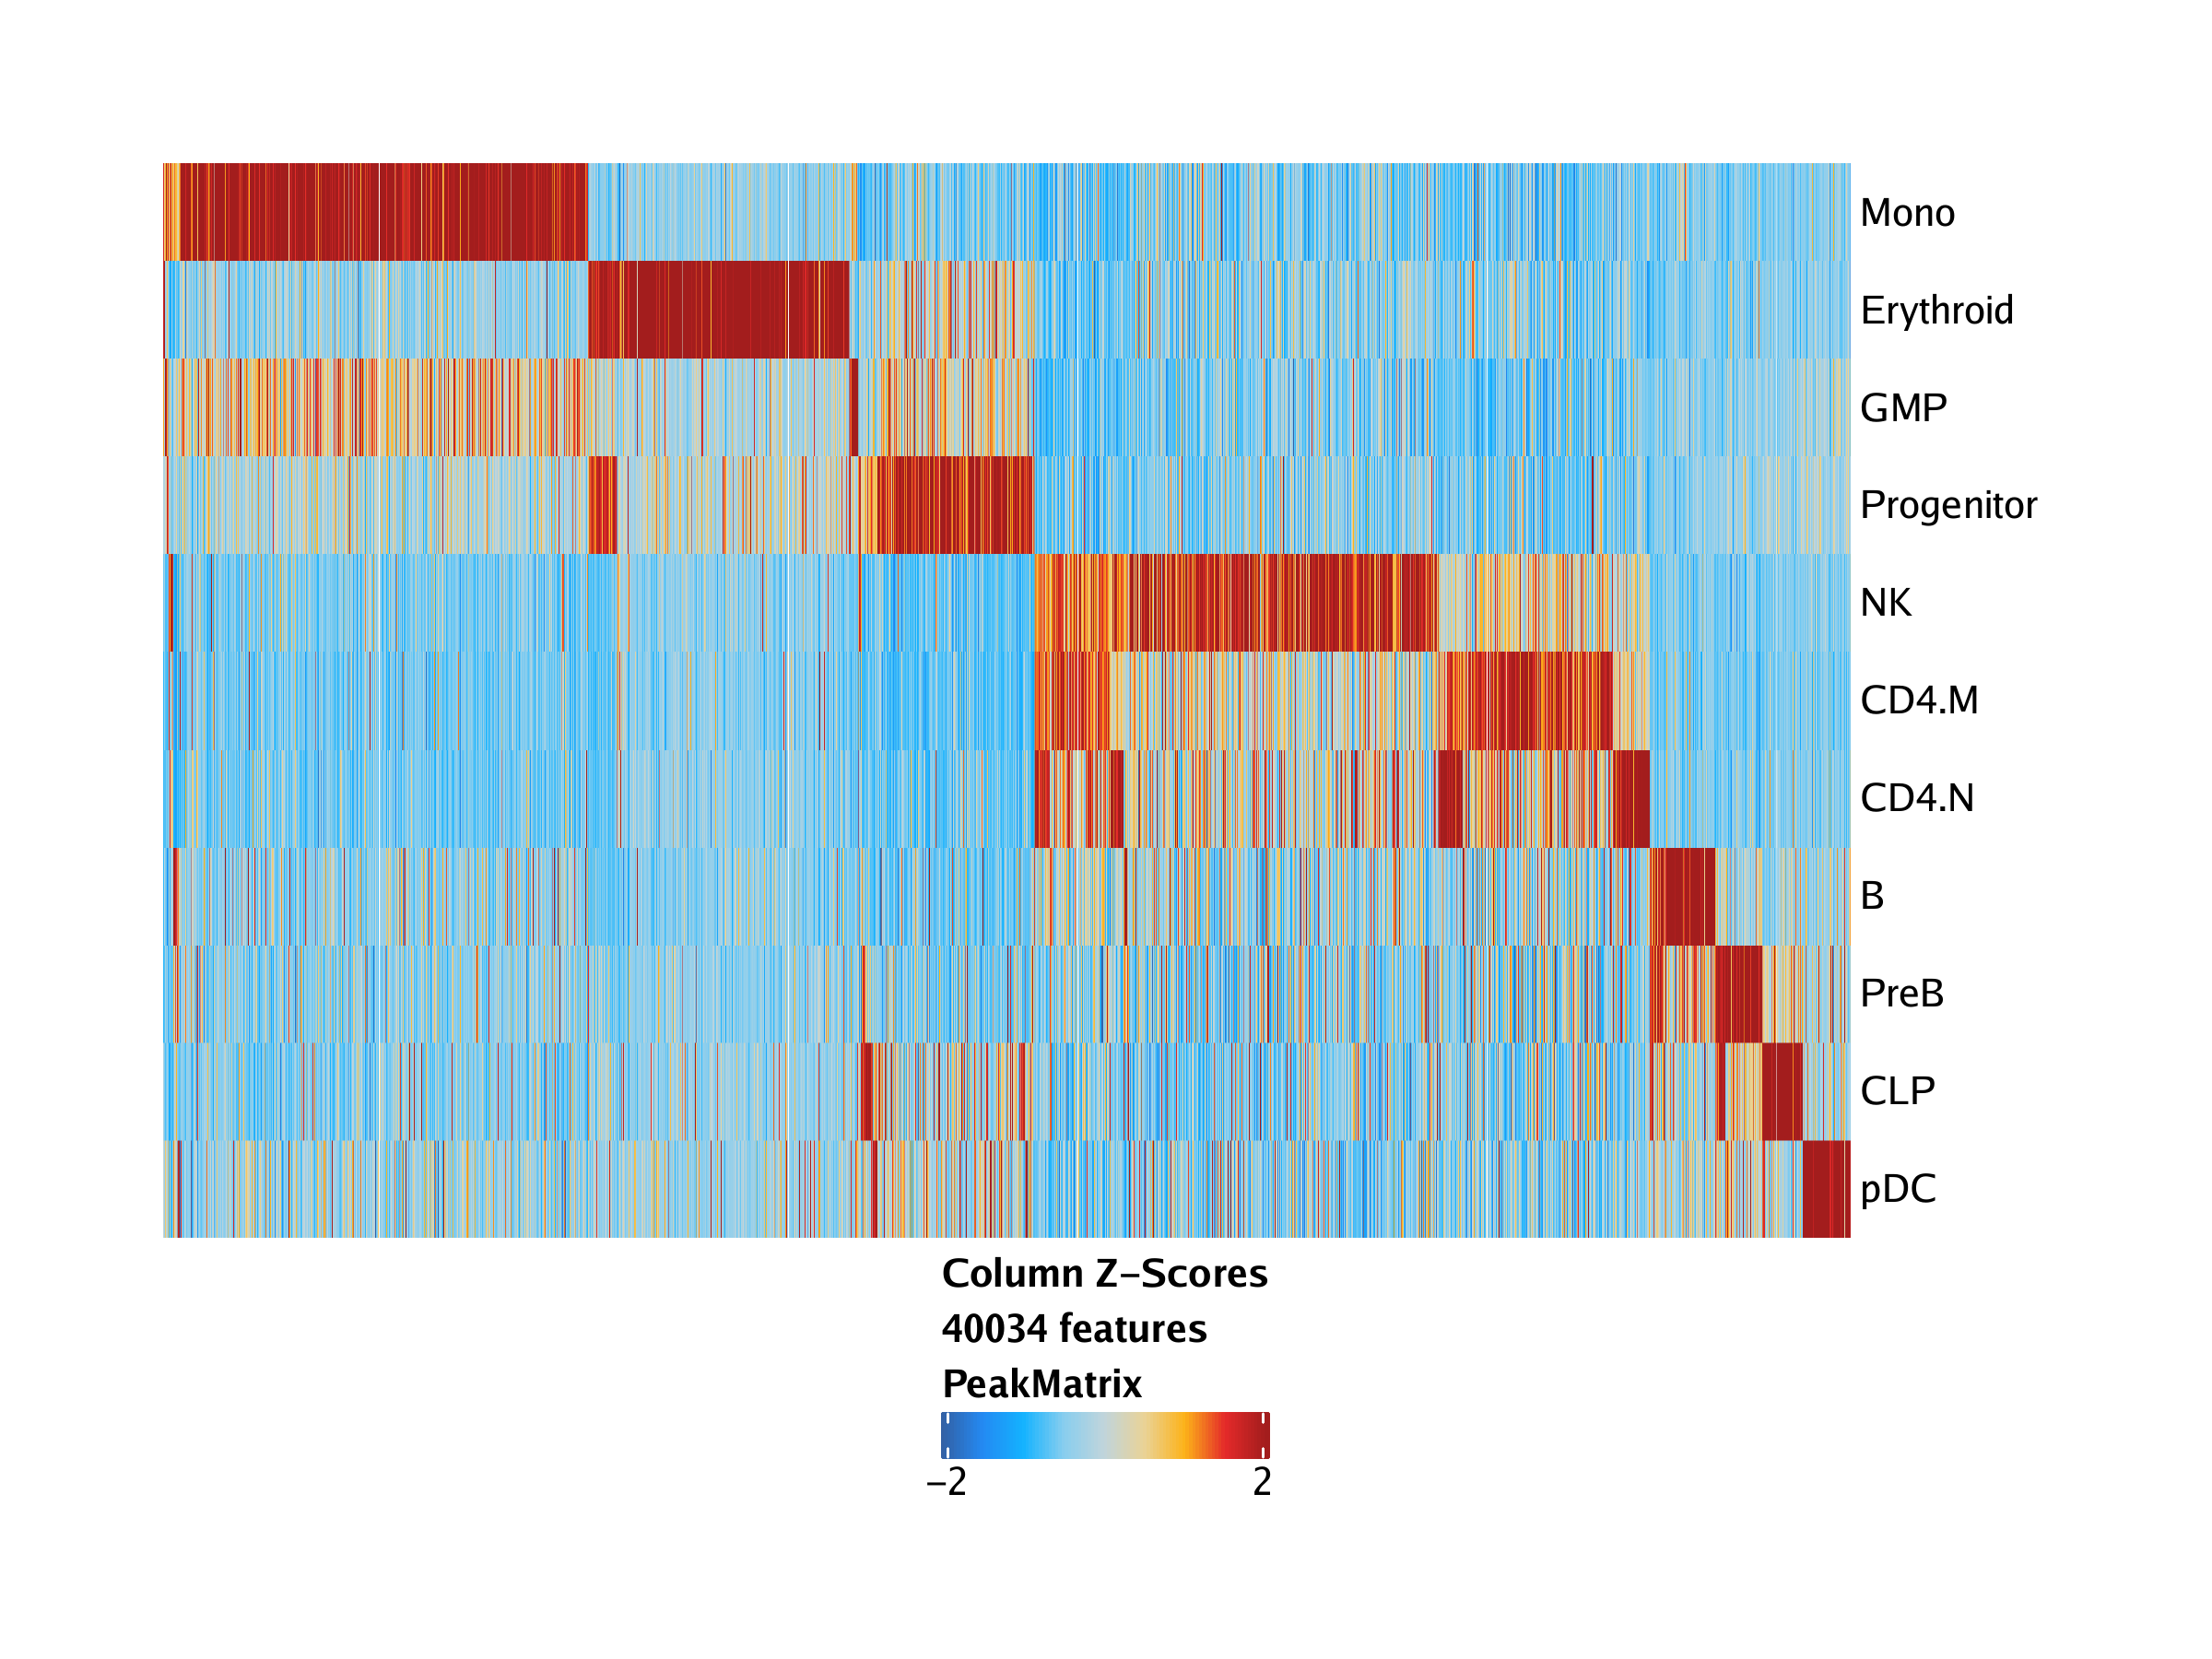 Mono
Erythroid
GMP
Progenitor
NK
CD4.M
CD4.N
B
PreB
CLP
pDC
Column Z−Scores
40034 features
PeakMatrix
−2 2